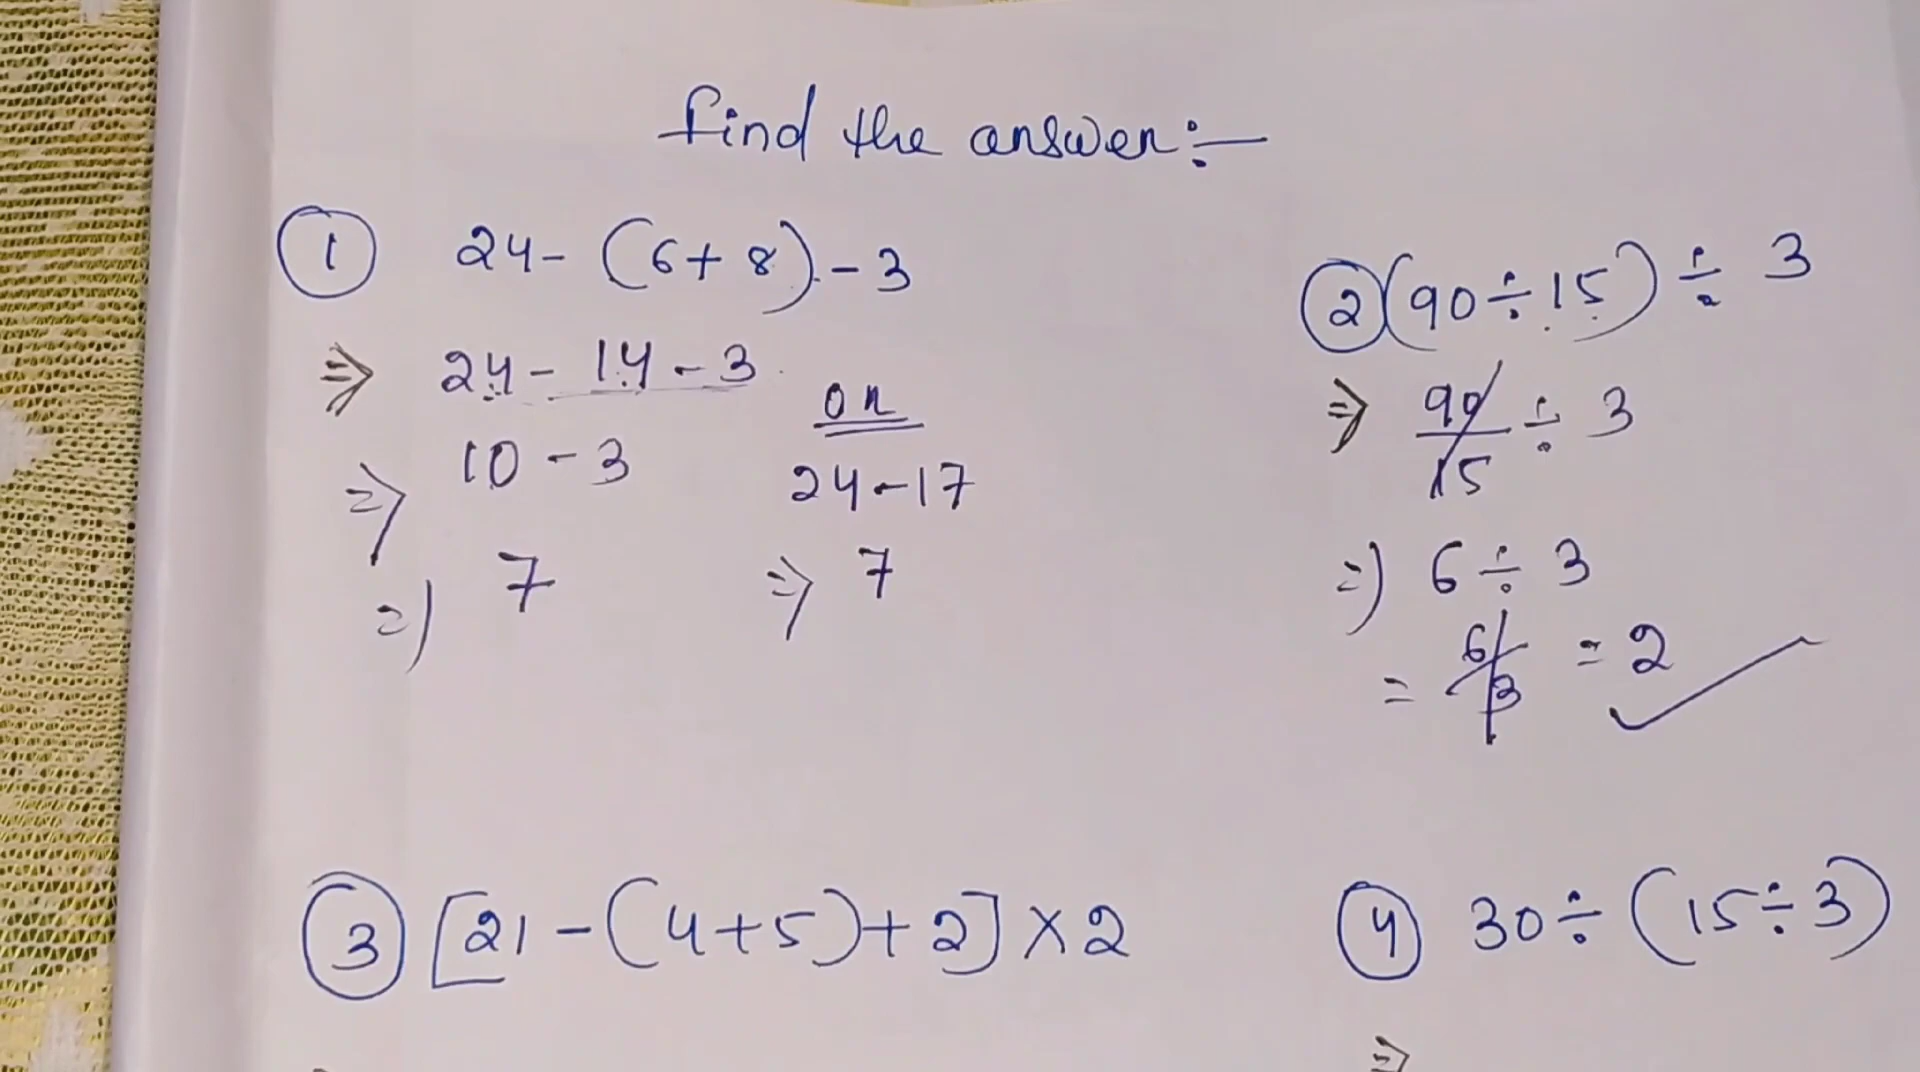 find the answer :-
① 24 - (6 + 8) - 3
⇒ 24 - 14 - 3
or
⇒ 10 - 3
24 - 17
⇒ 7
⇒ 7
② (90 ÷ 15) ÷ 3
⇒ 90/15 ÷ 3
⇒ 6 ÷ 3
= 6/3 = 2 ✓
③ [21 - (4 + 5) + 2] × 2
④ 30 ÷ (15 ÷ 3)
⇒